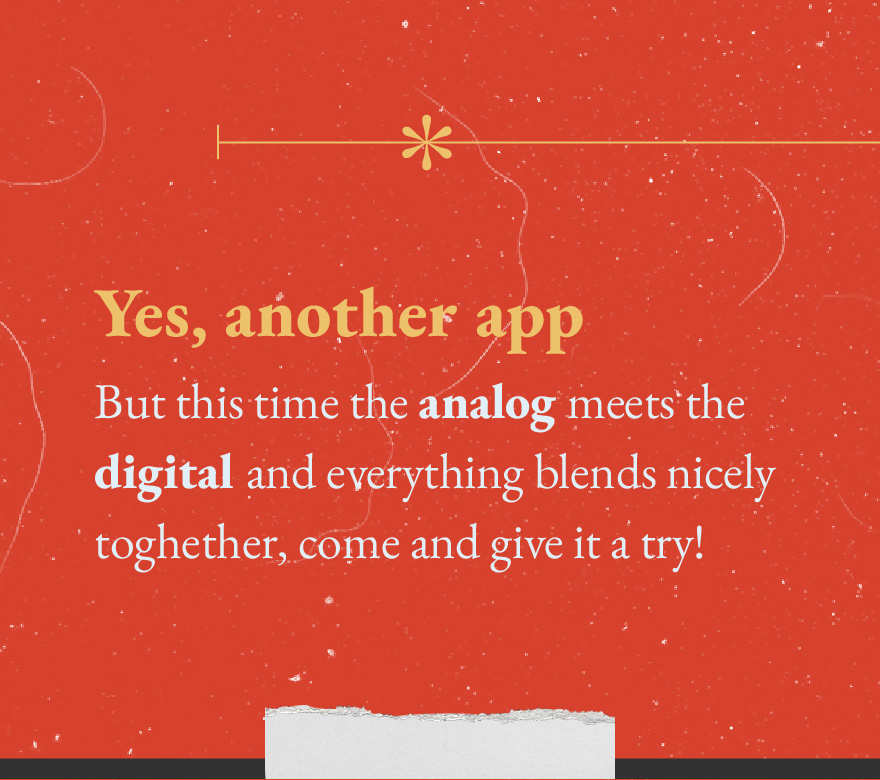 Yes, another app
But this time the analog meets the
digital and everything blends nicely
toghether, come and give it a try!